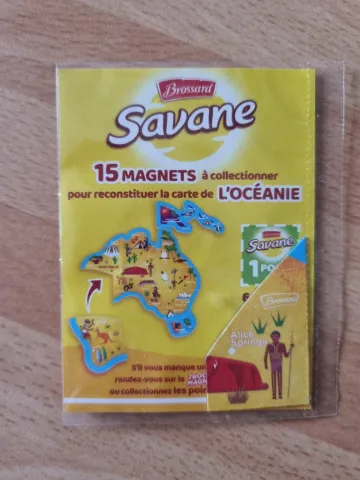 Brossard
Savane
15 MAGNETS à collectionner
pour reconstituer la carte de L'OCÉANIE
Savane
1 PO
Brossard
Alice
Springs
S'il vous manque un
rendez-vous sur le
ou collectionnez les poin